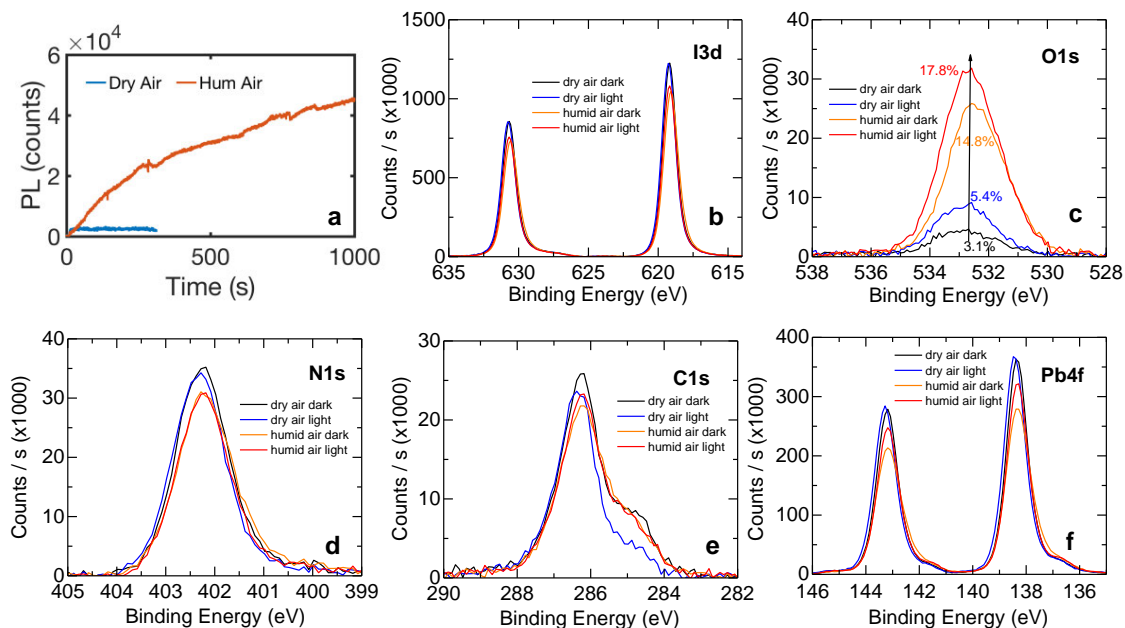 ×10⁴
6
4
2
0
PL (counts)
Dry Air
Hum Air
a
0
500
1000
Time (s)
1500
1000
500
0
Counts / s (x1000)
I3d
dry air dark
dry air light
humid air dark
humid air light
b
635
630
625
620
615
Binding Energy (eV)
40
30
20
10
0
Counts / s (x1000)
O1s
17.8%
dry air dark
dry air light
humid air dark
humid air light
14.8%
5.4%
3.1%
c
538
536
534
532
530
528
Binding Energy (eV)
40
30
20
10
0
Counts / s (x1000)
N1s
dry air dark
dry air light
humid air dark
humid air light
d
405
404
403
402
401
400
399
Binding Energy (eV)
30
20
10
0
Counts / s (x1000)
C1s
dry air dark
dry air light
humid air dark
humid air light
e
290
288
286
284
282
Binding Energy (eV)
400
300
200
100
0
Counts / s (x1000)
Pb4f
dry air dark
dry air light
humid air dark
humid air light
f
144
142
140
138
136
Binding Energy (eV)